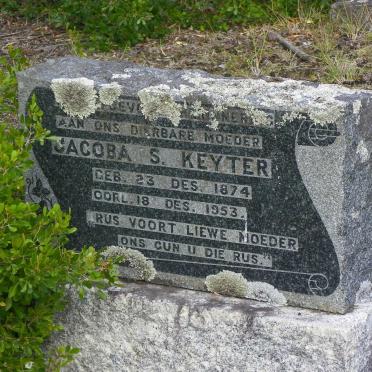 AAN ONS DIERBARE MOEDER
JACOBA S. KEYTER
GEB. 23 DES. 1874
OORL. 18 DES. 1953.
RUS VOORT LIEWE MOEDER
ONS GUN U DIE RUS."